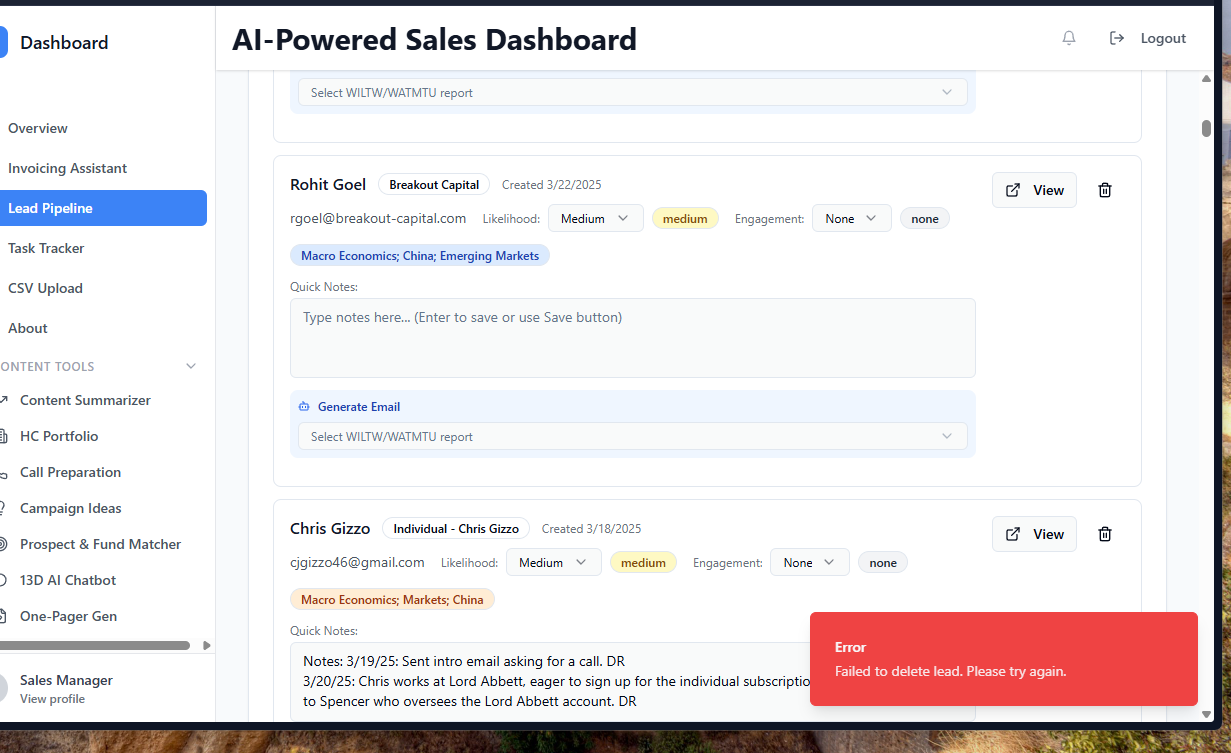 Dashboard
AI-Powered Sales Dashboard
Logout
Overview
Invoicing Assistant
Lead Pipeline
Task Tracker
CSV Upload
About
ONTENT TOOLS
Content Summarizer
HC Portfolio
Call Preparation
Campaign Ideas
Prospect & Fund Matcher
13D AI Chatbot
One-Pager Gen
Sales Manager
View profile
Select WILTW/WATMTU report
Rohit Goel Breakout Capital Created 3/22/2025 View
rgoel@breakout-capital.com Likelihood: Medium medium Engagement: None none
Macro Economics; China; Emerging Markets
Quick Notes:
Type notes here... (Enter to save or use Save button)
Generate Email
Select WILTW/WATMTU report
Chris Gizzo Individual - Chris Gizzo Created 3/18/2025 View
cjgizzo46@gmail.com Likelihood: Medium medium Engagement: None none
Macro Economics; Markets; China
Quick Notes:
Notes: 3/19/25: Sent intro email asking for a call. DR
3/20/25: Chris works at Lord Abbett, eager to sign up for the individual subscriptio
to Spencer who oversees the Lord Abbett account. DR
Error
Failed to delete lead. Please try again.